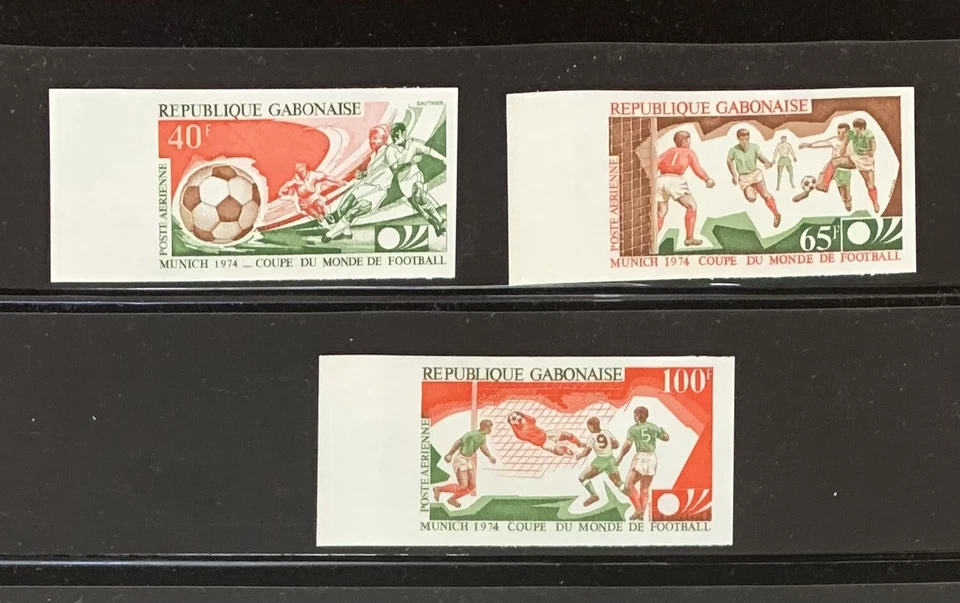 REPUBLIQUE GABONAISE
GAUTHIER
40F
POSTE AERIENNE
MUNICH 1974 _ COUPE DU MONDE DE FOOTBALL
REPUBLIQUE GABONAISE
1
POSTE AERIENNE
65F
MUNICH 1974 COUPE DU MONDE DE FOOTBALL
REPUBLIQUE GABONAISE
100F
POSTE AERIENNE
9
5
MUNICH 1974 COUPE DU MONDE DE FOOTBALL